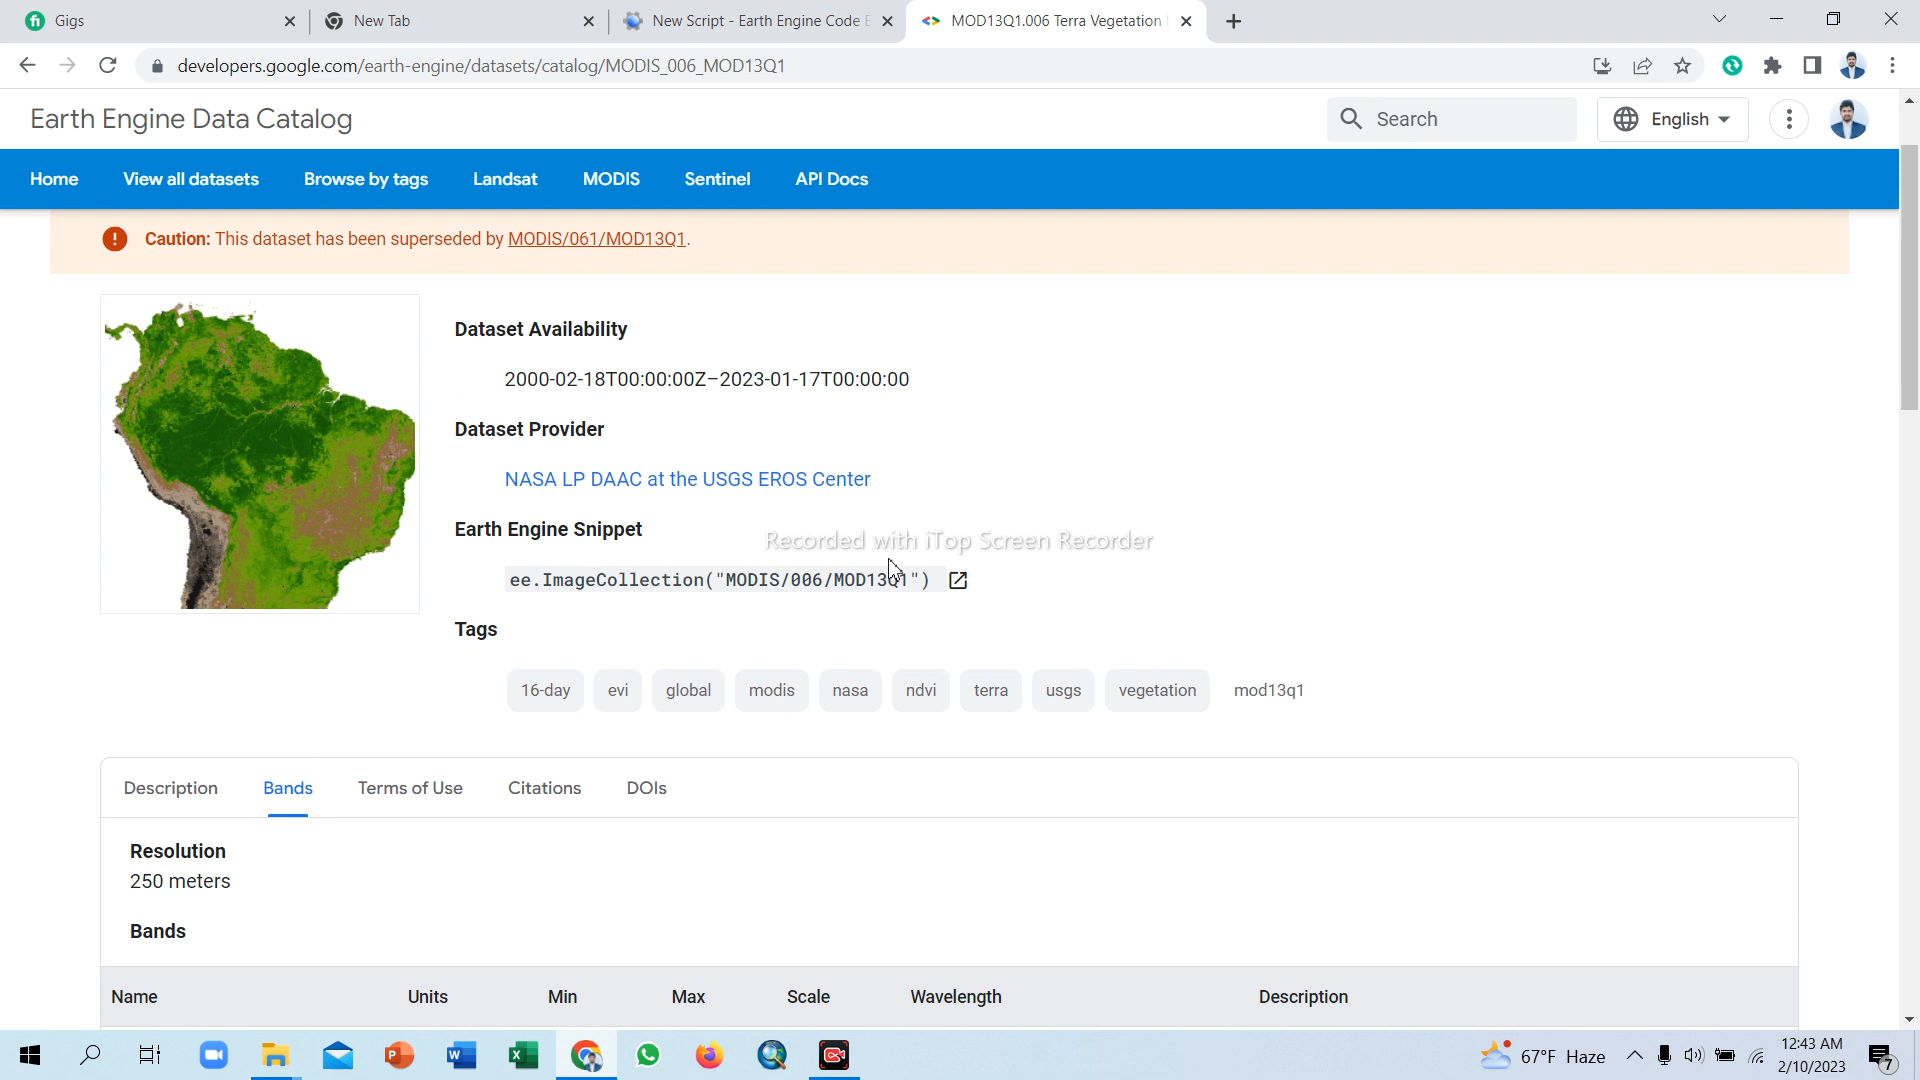 Gigs
New Tab
New Script - Earth Engine Code E
MOD13Q1.006 Terra Vegetation
developers.google.com/earth-engine/datasets/catalog/MODIS_006_MOD13Q1
Earth Engine Data Catalog
Search
English
Home View all datasets Browse by tags Landsat MODIS Sentinel API Docs
Caution: This dataset has been superseded by MODIS/061/MOD13Q1.
Dataset Availability
2000-02-18T00:00:00Z–2023-01-17T00:00:00
Dataset Provider
NASA LP DAAC at the USGS EROS Center
Earth Engine Snippet
Recorded with iTop Screen Recorder
ee.ImageCollection("MODIS/006/MOD13Q1")
Tags
16-day evi global modis nasa ndvi terra usgs vegetation mod13q1
Description Bands Terms of Use Citations DOIs
Resolution
250 meters
Bands
Name Units Min Max Scale Wavelength Description
67°F Haze
12:43 AM
2/10/2023
7